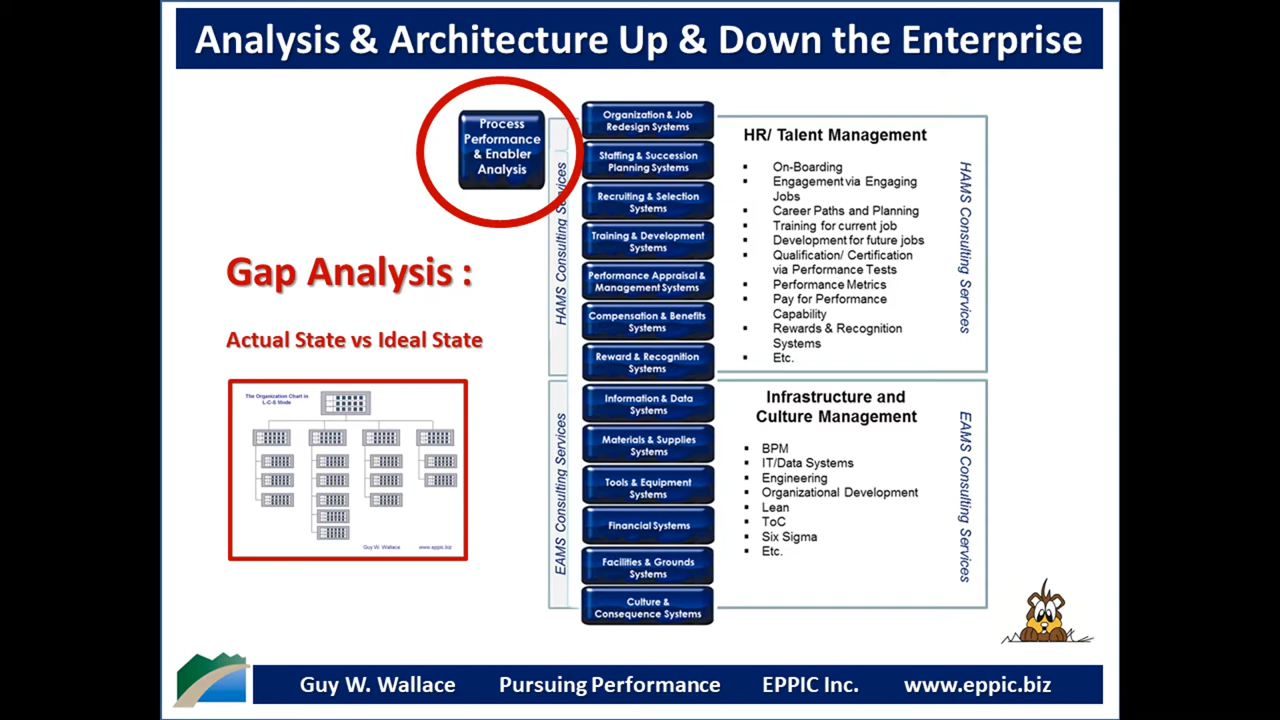 Analysis & Architecture Up & Down the Enterprise
Process
Performance
& Enabler
Analysis
Gap Analysis :
Actual State vs Ideal State
The Organization Chart in
L-C-S Mode
Guy W. Wallace www.eppic.biz
HAMS Consulting Services
EAMS Consulting Services
Organization & Job
Redesign Systems
Staffing & Succession
Planning Systems
Recruiting & Selection
Systems
Training & Development
Systems
Performance Appraisal &
Management Systems
Compensation & Benefits
Systems
Reward & Recognition
Systems
Information & Data
Systems
Materials & Supplies
Systems
Tools & Equipment
Systems
Financial Systems
Facilities & Grounds
Systems
Culture &
Consequence Systems
HR/ Talent Management
▪ On-Boarding
▪ Engagement via Engaging
Jobs
▪ Career Paths and Planning
▪ Training for current job
▪ Development for future jobs
▪ Qualification/ Certification
via Performance Tests
▪ Performance Metrics
▪ Pay for Performance
Capability
▪ Rewards & Recognition
Systems
▪ Etc.
HAMS Consulting Services
Infrastructure and
Culture Management
▪ BPM
▪ IT/Data Systems
▪ Engineering
▪ Organizational Development
▪ Lean
▪ ToC
▪ Six Sigma
▪ Etc.
EAMS Consulting Services
Guy W. Wallace Pursuing Performance EPPIC Inc. www.eppic.biz